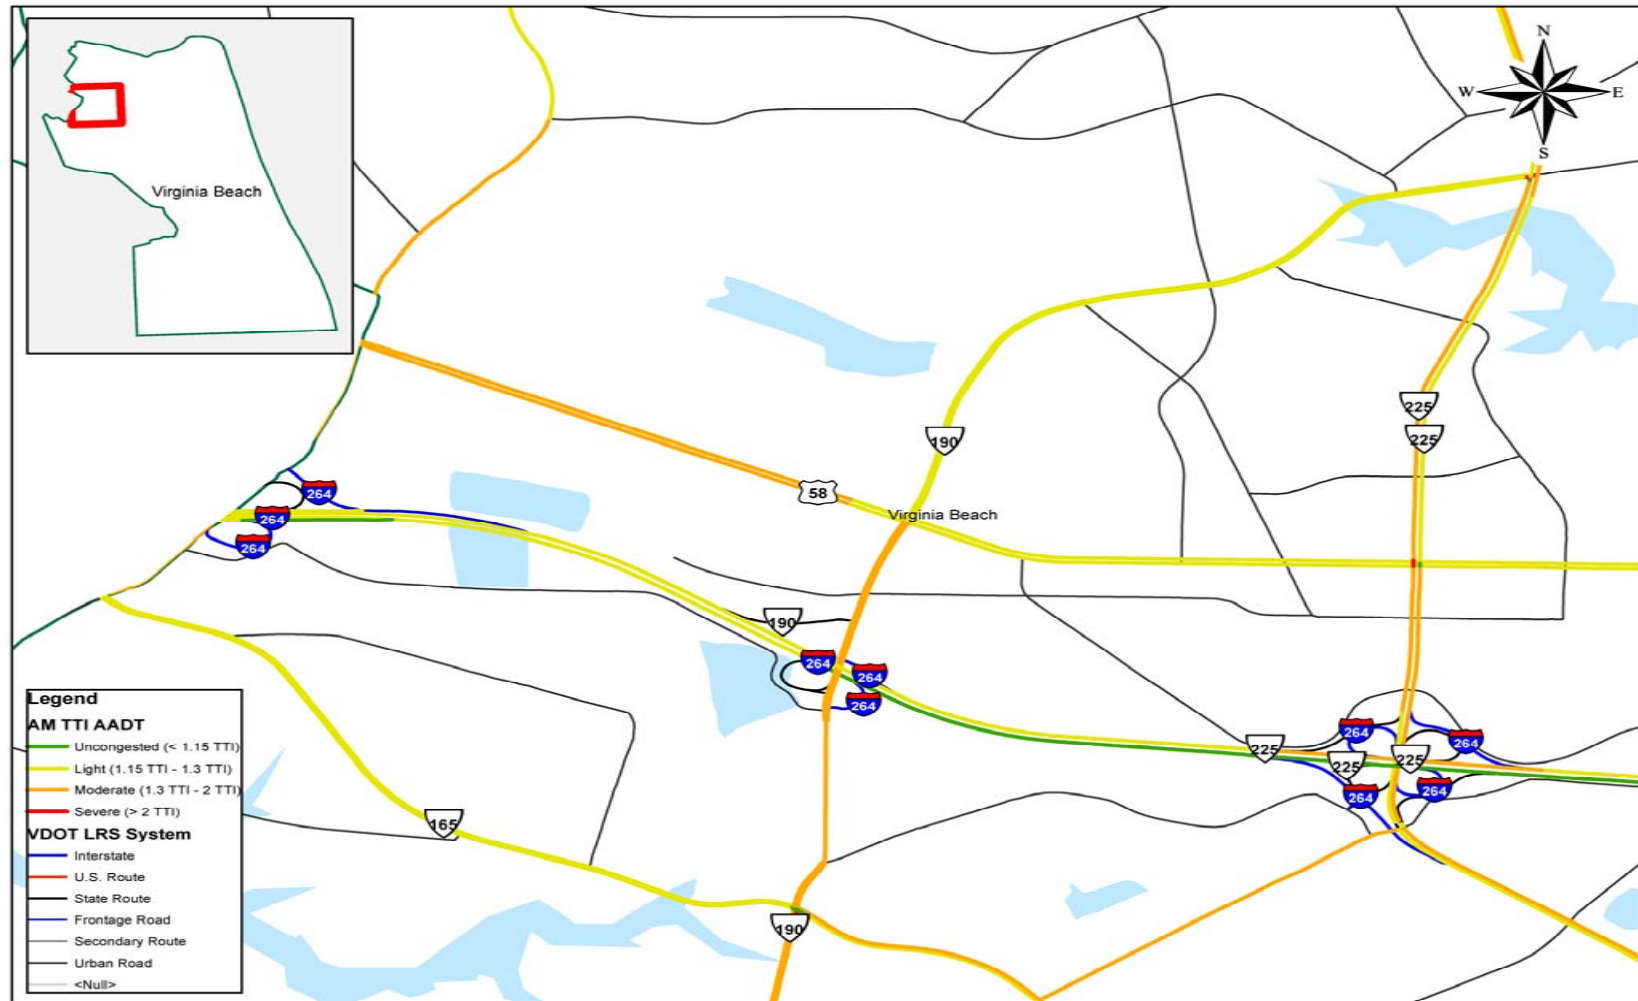 N
W E
S
Virginia Beach
225
225
190
58
Virginia Beach
264
264
264
190
264
264
264
225
264
264
225
225
264
264
165
190
Legend
AM TTI AADT
Uncongested (< 1.15 TTI)
Light (1.15 TTI - 1.3 TTI)
Moderate (1.3 TTI - 2 TTI)
Severe (> 2 TTI)
VDOT LRS System
Interstate
U.S. Route
State Route
Frontage Road
Secondary Route
Urban Road
<Null>